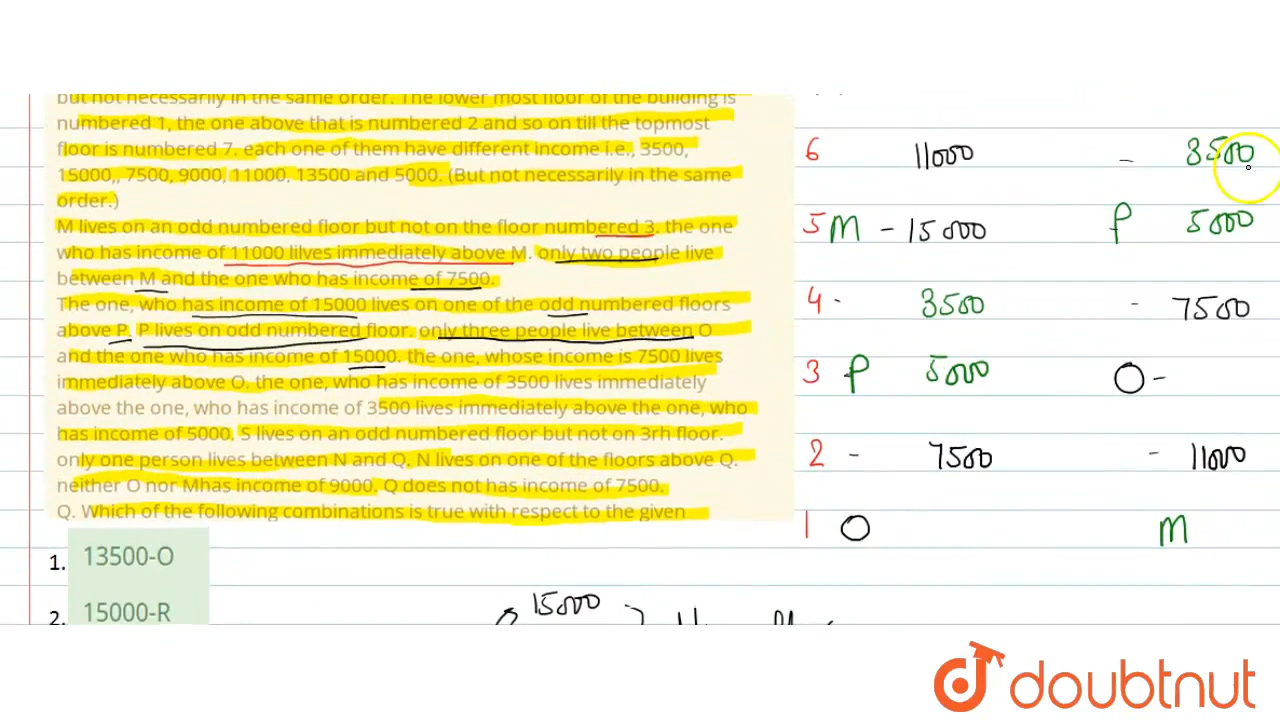 but not necessarily in the same order. The lower most floor of the building is
numbered 1, the one above that is numbered 2 and so on till the topmost
floor is numbered 7. each one of them have different income i.e., 3500,
15000,, 7500, 9000, 11000, 13500 and 5000. (But not necessarily in the same
order.)
M lives on an odd numbered floor but not on the floor numbered 3. the one
who has income of 11000 lilves immediately above M. only two people live
between M and the one who has income of 7500.
The one, who has income of 15000 lives on one of the odd numbered floors
above P. P lives on odd numbered floor. only three people live between O
and the one who has income of 15000. the one, whose income is 7500 lives
immediately above O. the one, who has income of 3500 lives immediately
above the one, who has income of 3500 lives immediately above the one, who
has income of 5000. S lives on an odd numbered floor but not on 3rh floor.
only one person lives between N and Q. N lives on one of the floors above Q.
neither O nor Mhas income of 9000. Q does not has income of 7500.
Q. Which of the following combinations is true with respect to the given
1. 13500-O
2. 15000-R
6 11000 - 3500
5 M - 15000 P 5000
4 - 3500 - 7500
3 P 5000 O -
2 - 7500 - 11000
1 O M
15000
doubtnut